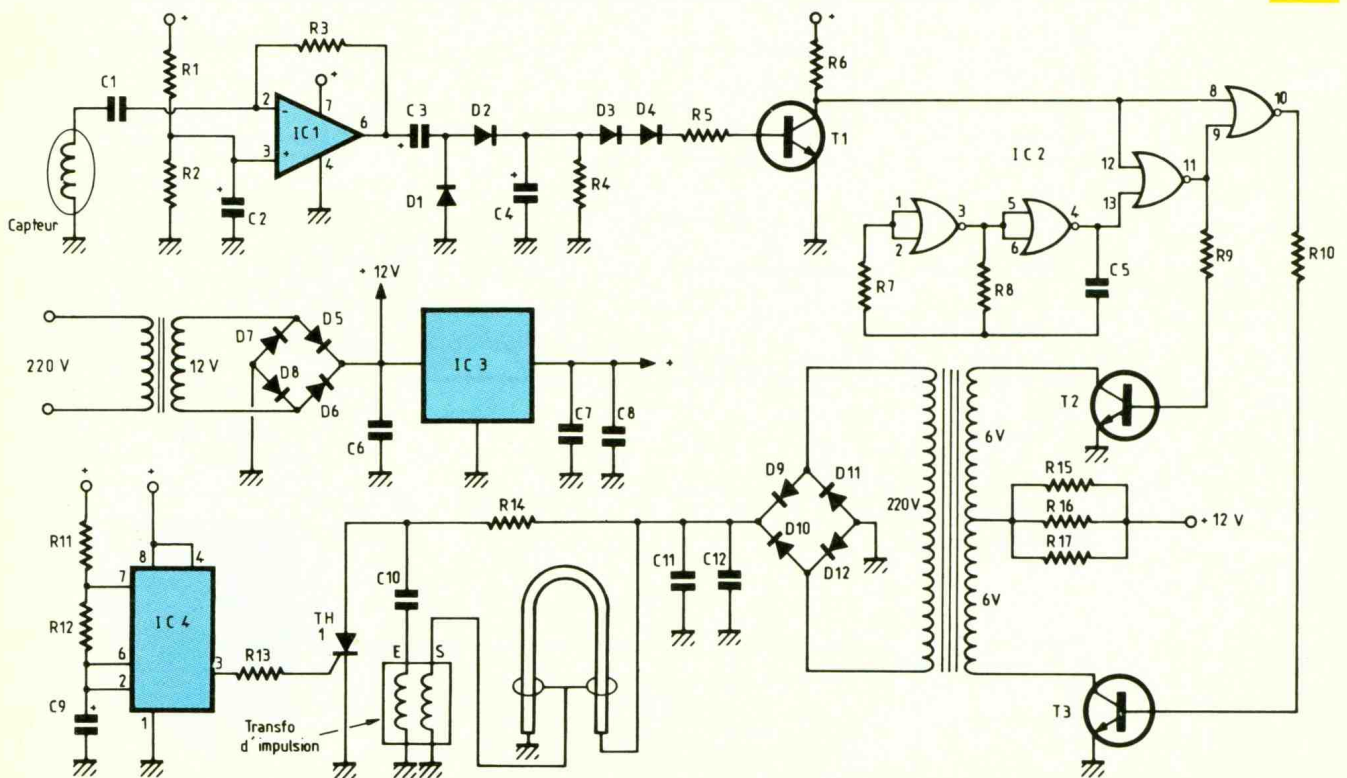 +
R1
R2
C1
Capteur
C2
R3
+
2
-
3
+
7
IC1
6
4
C3
+
D1
D2
+
C4
D3
D4
R4
R5
T1
+
R6
IC2
1
2
3
R7
5
6
4
R8
C5
12
13
11
8
9
10
R9
R10
220 V
12V
D7
D5
D8
D6
+ 12V
C6
IC 3
C7
C8
+
+
R11
R12
C9
+
+
8
4
7
6
2
3
1
IC 4
R13
TH
1
C10
R14
E
S
Transfo
d'impulsion
C11
C12
D9
D11
D10
D12
220V
6V
6V
R15
R16
R17
+ 12 V
T2
T3